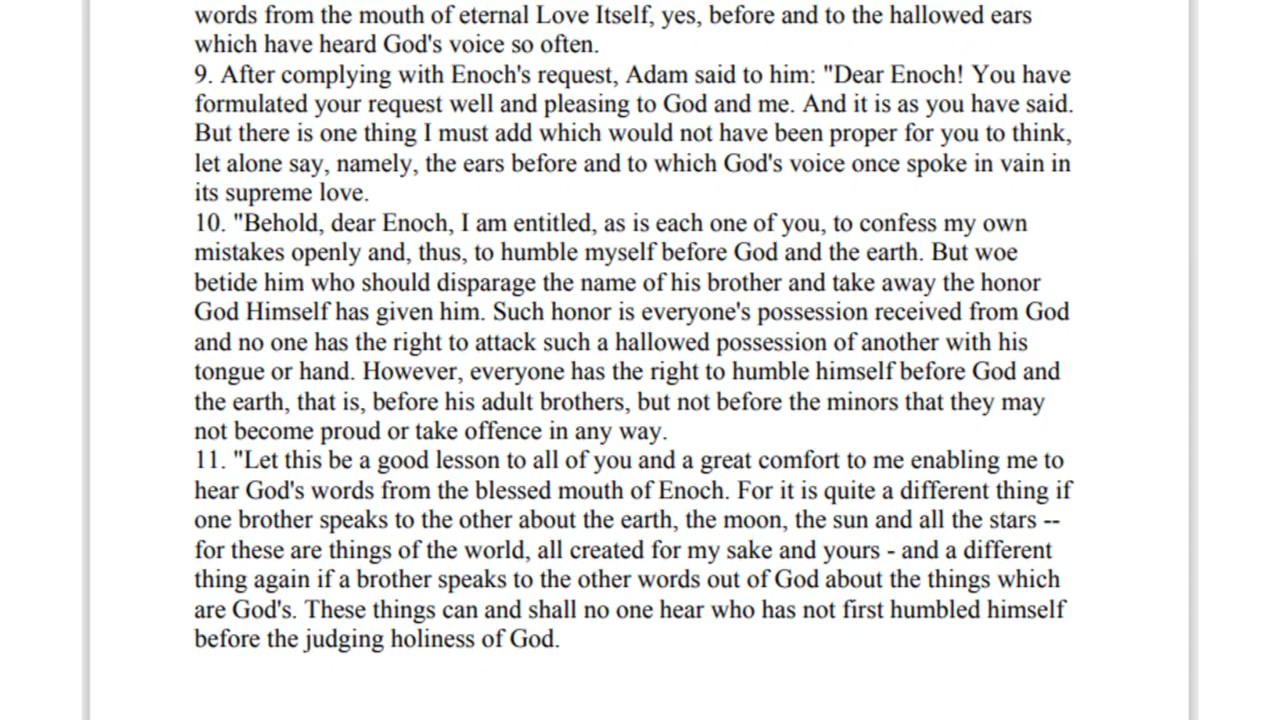 words from the mouth of eternal Love Itself, yes, before and to the hallowed ears
which have heard God's voice so often.
9. After complying with Enoch's request, Adam said to him: "Dear Enoch! You have
formulated your request well and pleasing to God and me. And it is as you have said.
But there is one thing I must add which would not have been proper for you to think,
let alone say, namely, the ears before and to which God's voice once spoke in vain in
its supreme love.
10. "Behold, dear Enoch, I am entitled, as is each one of you, to confess my own
mistakes openly and, thus, to humble myself before God and the earth. But woe
betide him who should disparage the name of his brother and take away the honor
God Himself has given him. Such honor is everyone's possession received from God
and no one has the right to attack such a hallowed possession of another with his
tongue or hand. However, everyone has the right to humble himself before God and
the earth, that is, before his adult brothers, but not before the minors that they may
not become proud or take offence in any way.
11. "Let this be a good lesson to all of you and a great comfort to me enabling me to
hear God's words from the blessed mouth of Enoch. For it is quite a different thing if
one brother speaks to the other about the earth, the moon, the sun and all the stars --
for these are things of the world, all created for my sake and yours - and a different
thing again if a brother speaks to the other words out of God about the things which
are God's. These things can and shall no one hear who has not first humbled himself
before the judging holiness of God.